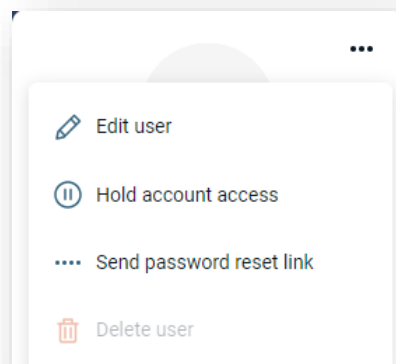 Edit user
Hold account access
Send password reset link
Delete user